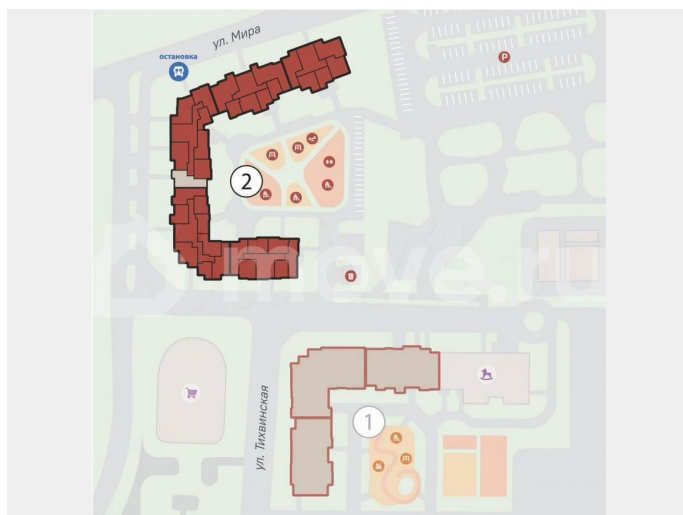 ул. Мира
остановка
P
2
move.ru
ул. Тихвинская
1